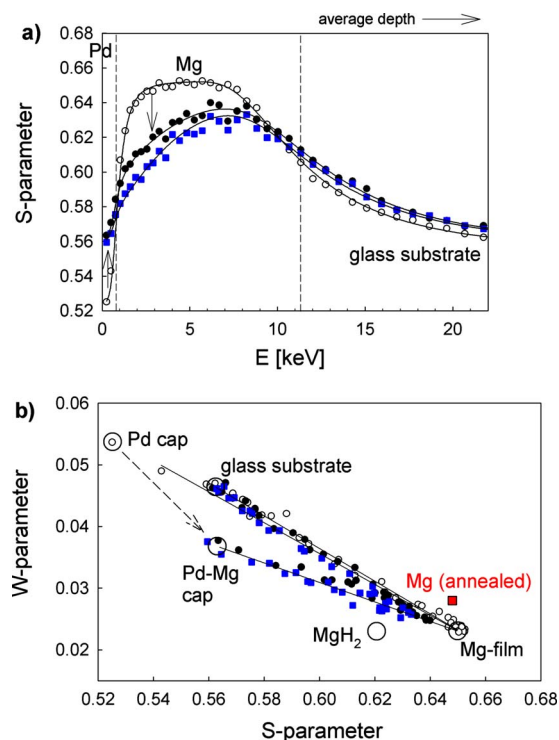 average depth
a)
Pd
Mg
0.68
0.66
0.64
0.62
0.60
0.58
0.56
0.54
0.52
S-parameter
glass substrate
0 5 10 15 20
E [keV]
b)
0.06
0.05
0.04
0.03
0.02
W-parameter
Pd cap
glass substrate
Pd-Mg
cap
Mg (annealed)
MgH2
Mg-film
0.52 0.54 0.56 0.58 0.60 0.62 0.64 0.66 0.68
S-parameter